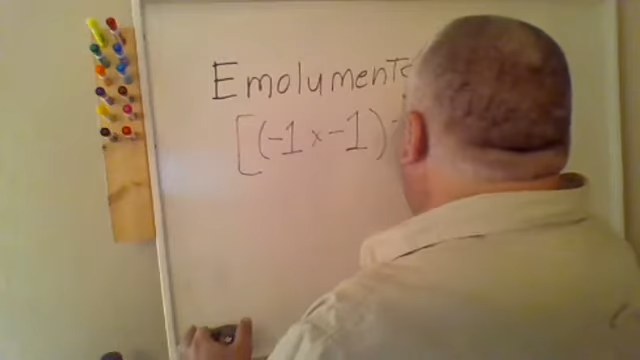 Emoluments
[(-1 x -1) -